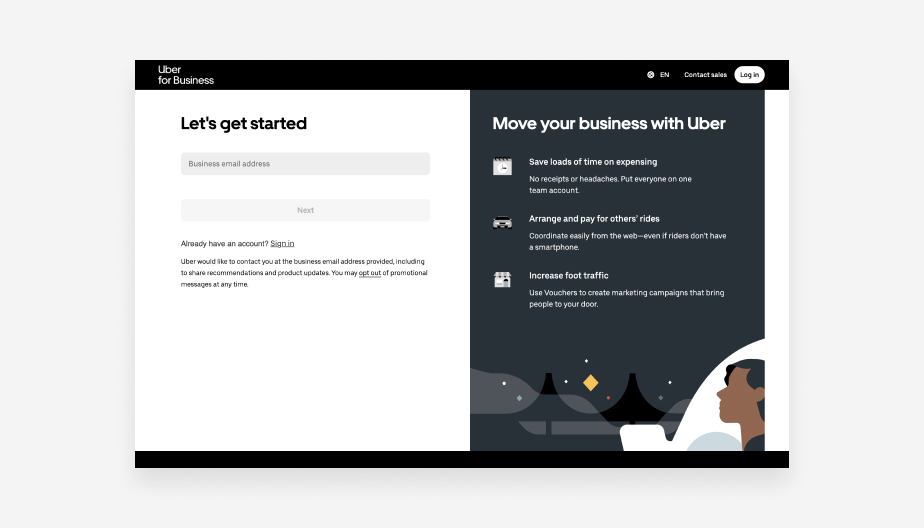 Uber
for Business
EN
Contact sales
Log in
Let's get started
Business email address
Next
Already have an account? Sign in
Uber would like to contact you at the business email address provided, including
to share recommendations and product updates. You may opt out of promotional
messages at any time.
Move your business with Uber
Save loads of time on expensing
No receipts or headaches. Put everyone on one
team account.
Arrange and pay for others' rides
Coordinate easily from the web—even if riders don't have
a smartphone.
Increase foot traffic
Use Vouchers to create marketing campaigns that bring
people to your door.